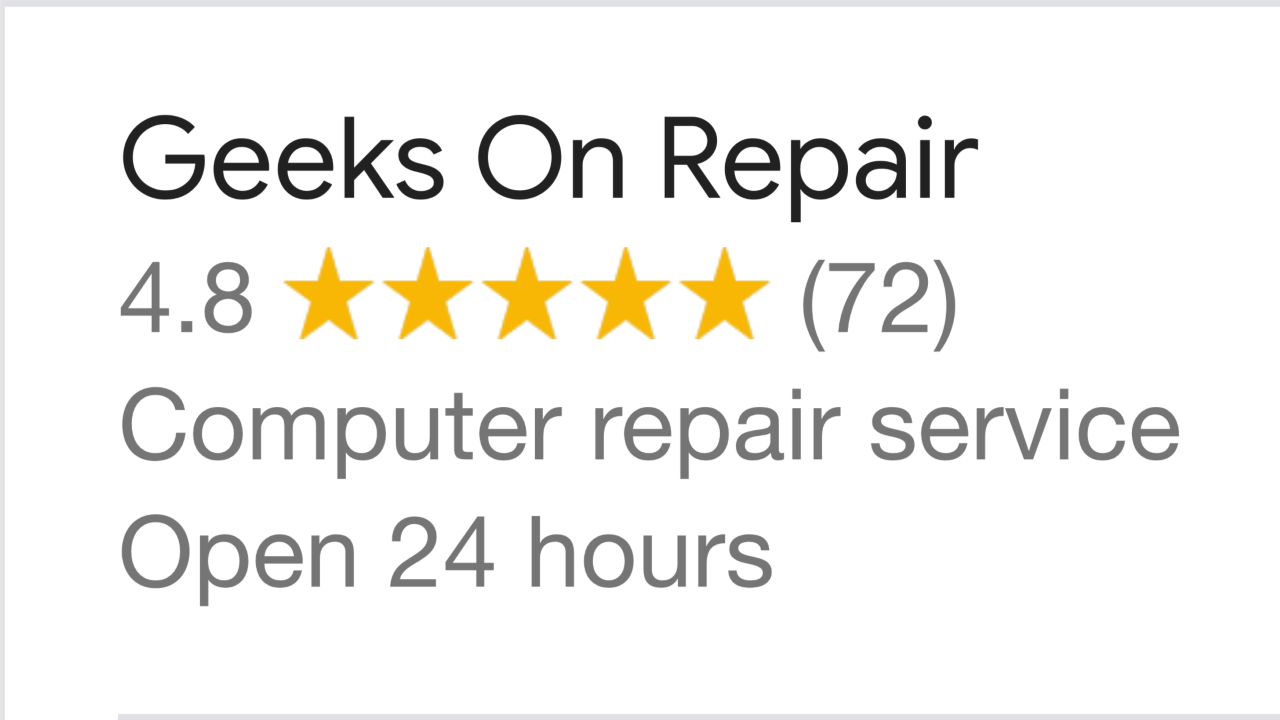 Geeks On Repair
4.8 ★★★★★ (72)
Computer repair service
Open 24 hours